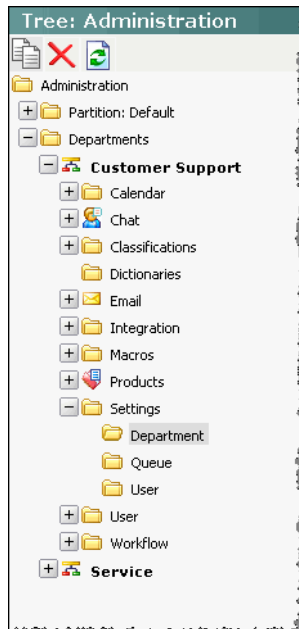 Tree: Administration
Administration
Partition: Default
Departments
Customer Support
Calendar
Chat
Classifications
Dictionaries
Email
Integration
Macros
Products
Settings
Department
Queue
User
User
Workflow
Service